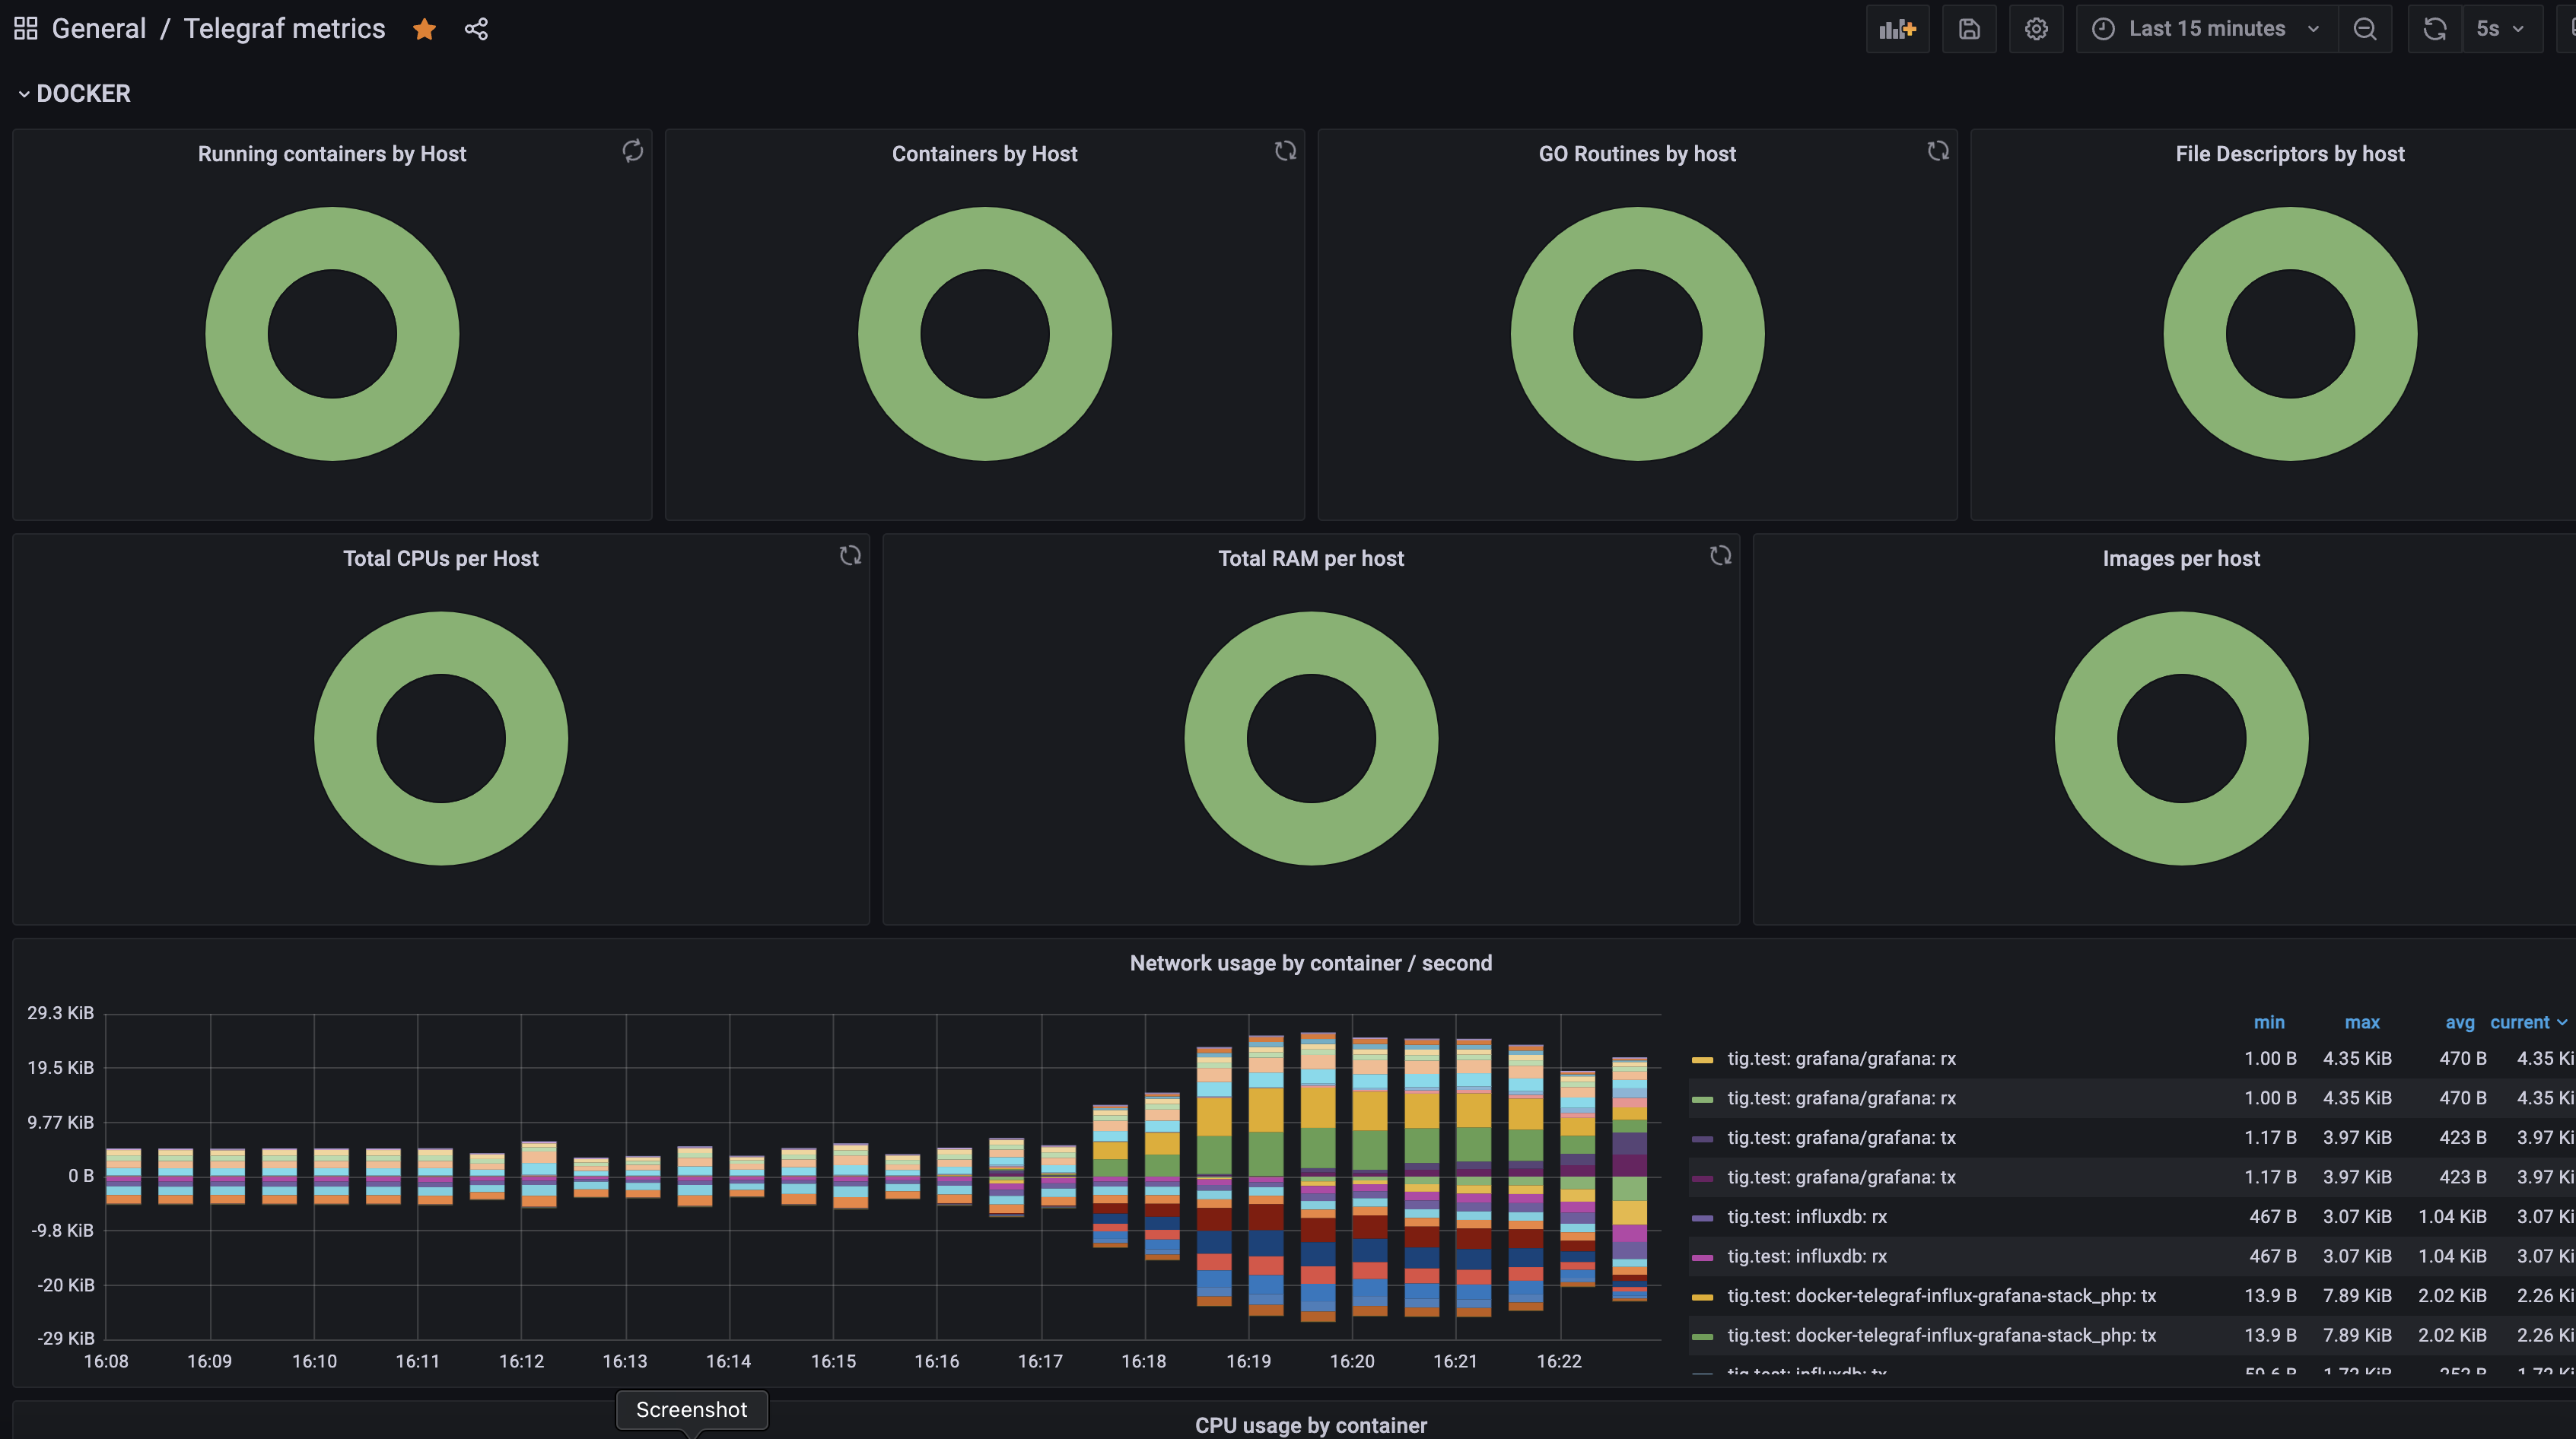 General / Telegraf metrics
Last 15 minutes
5s
DOCKER
Running containers by Host
Containers by Host
GO Routines by host
File Descriptors by host
Total CPUs per Host
Total RAM per host
Images per host
Network usage by container / second
29.3 KiB
19.5 KiB
9.77 KiB
0 B
-9.8 KiB
-20 KiB
-29 KiB
16:08 16:09 16:10 16:11 16:12 16:13 16:14 16:15 16:16 16:17 16:18 16:19 16:20 16:21 16:22
min max avg current
tig.test: grafana/grafana: rx 1.00 B 4.35 KiB 470 B 4.35 Ki
tig.test: grafana/grafana: rx 1.00 B 4.35 KiB 470 B 4.35 Ki
tig.test: grafana/grafana: tx 1.17 B 3.97 KiB 423 B 3.97 Ki
tig.test: grafana/grafana: tx 1.17 B 3.97 KiB 423 B 3.97 Ki
tig.test: influxdb: rx 467 B 3.07 KiB 1.04 KiB 3.07 Ki
tig.test: influxdb: rx 467 B 3.07 KiB 1.04 KiB 3.07 Ki
tig.test: docker-telegraf-influx-grafana-stack_php: tx 13.9 B 7.89 KiB 2.02 KiB 2.26 Ki
tig.test: docker-telegraf-influx-grafana-stack_php: tx 13.9 B 7.89 KiB 2.02 KiB 2.26 Ki
tig.test: influxdb: tx
Screenshot
CPU usage by container